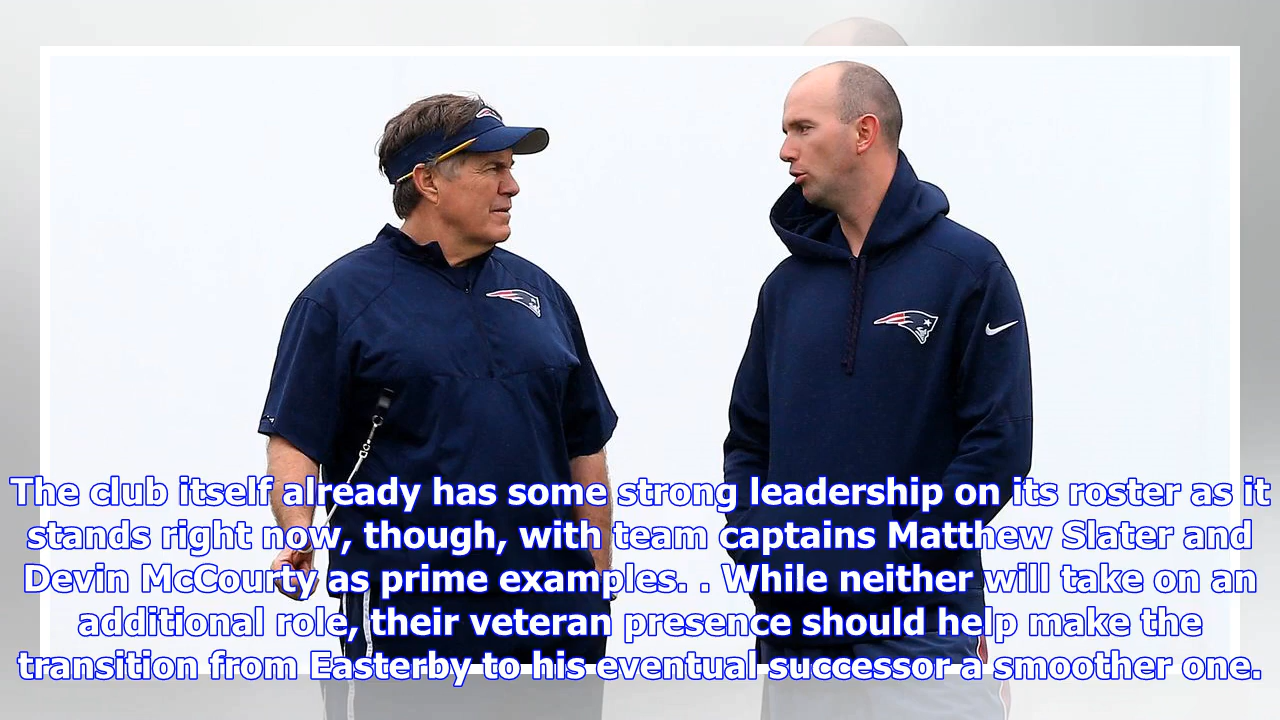 The club itself already has some strong leadership on its roster as it
stands right now, though, with team captains Matthew Slater and
Devin McCourty as prime examples. . While neither will take on an
additional role, their veteran presence should help make the
transition from Easterby to his eventual successor a smoother one.